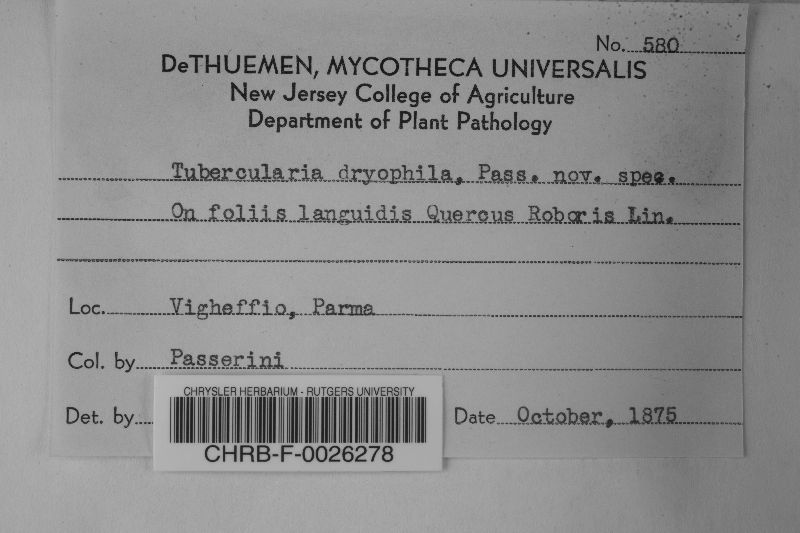 No. 580
DeTHUEMEN, MYCOTHECA UNIVERSALIS
New Jersey College of Agriculture
Department of Plant Pathology
Tubercularia dryophila, Pass. nov. spec.
On foliis languidis Quercus Roboris Lin.
Loc. Vigheffio, Parma
Col. by Passerini
Det. by
Date October, 1875
CHRYSLER HERBARIUM - RUTGERS UNIVERSITY
CHRB-F-0026278